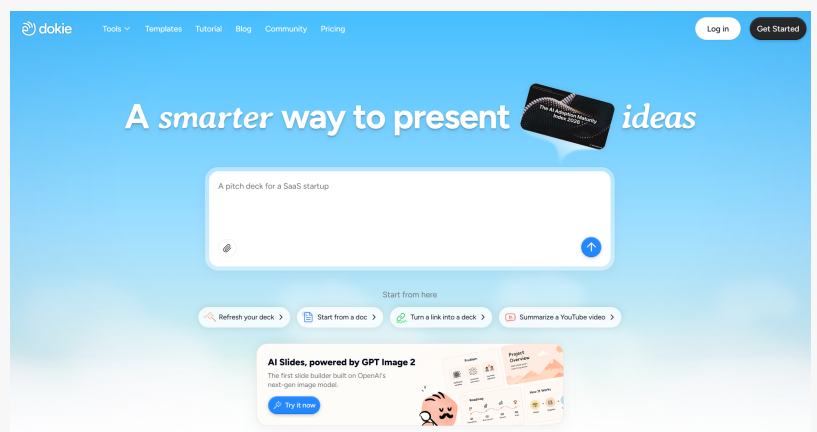 dokie
Tools
Templates
Tutorial
Blog
Community
Pricing
Log in
Get Started
A smarter way to present ideas
The AI Adoption Maturity
Index 2026
A pitch deck for a SaaS startup
Start from here
Refresh your deck
Start from a doc
Turn a link into a deck
Summarize a YouTube video
AI Slides, powered by GPT Image 2
The first slide builder built on OpenAI's
next-gen image model.
Try it now
Problem
Project
Overview
Roadmap
How It Works